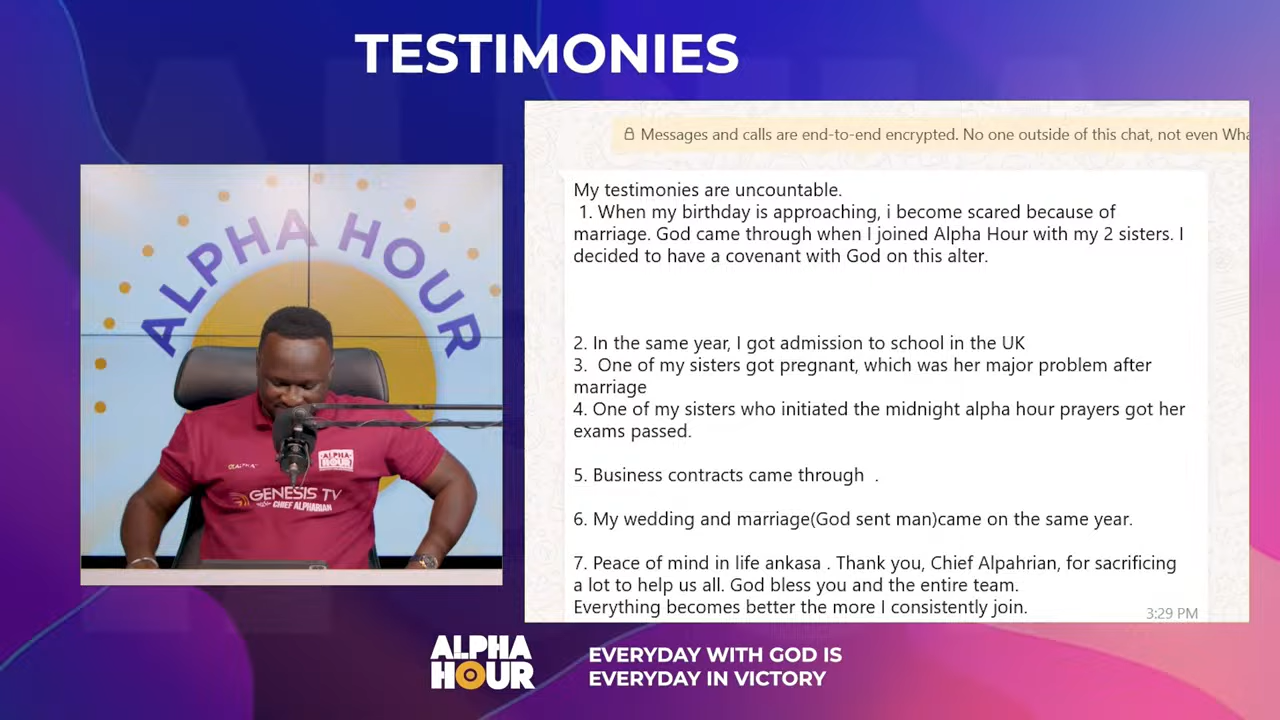 TESTIMONIES
Messages and calls are end-to-end encrypted. No one outside of this chat, not even Wha
My testimonies are uncountable.
1. When my birthday is approaching, i become scared because of
marriage. God came through when I joined Alpha Hour with my 2 sisters. I
decided to have a covenant with God on this alter.
2. In the same year, I got admission to school in the UK
3. One of my sisters got pregnant, which was her major problem after
marriage
4. One of my sisters who initiated the midnight alpha hour prayers got her
exams passed.
5. Business contracts came through .
6. My wedding and marriage(God sent man)came on the same year.
7. Peace of mind in life ankasa . Thank you, Chief Alpahrian, for sacrificing
a lot to help us all. God bless you and the entire team.
Everything becomes better the more I consistently join.
3:29 PM
ALPHA HOUR
ALPHA
HOUR
GENESIS TV
CHIEF ALPHARIAN
ALPHA
HOUR
EVERYDAY WITH GOD IS
EVERYDAY IN VICTORY